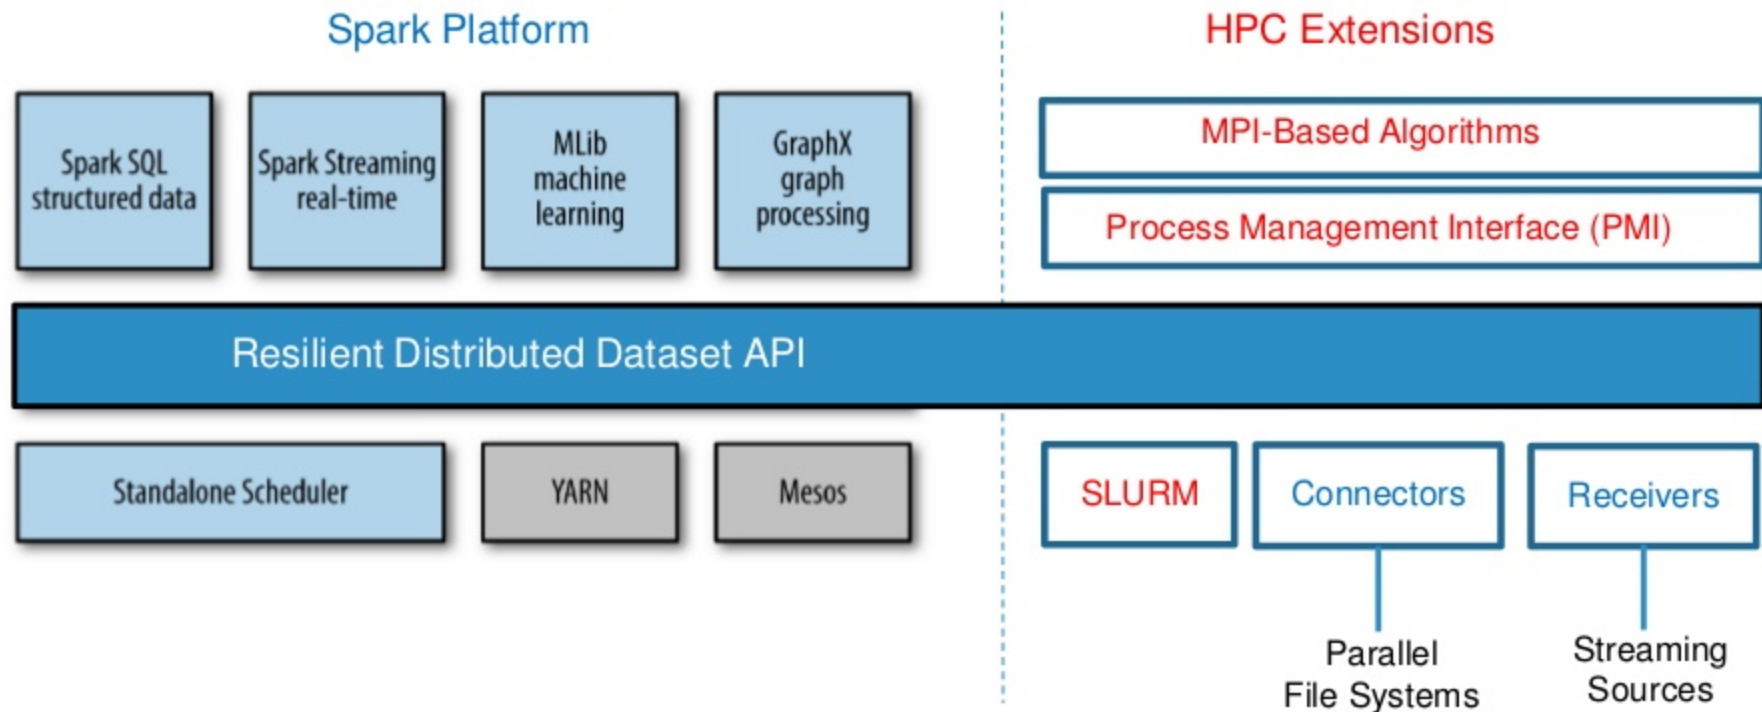 Spark Platform
HPC Extensions
Spark SQL
structured data
Spark Streaming
real-time
MLib
machine
learning
GraphX
graph
processing
MPI-Based Algorithms
Process Management Interface (PMI)
Resilient Distributed Dataset API
Standalone Scheduler
YARN
Mesos
SLURM
Connectors
Receivers
Parallel
File Systems
Streaming
Sources